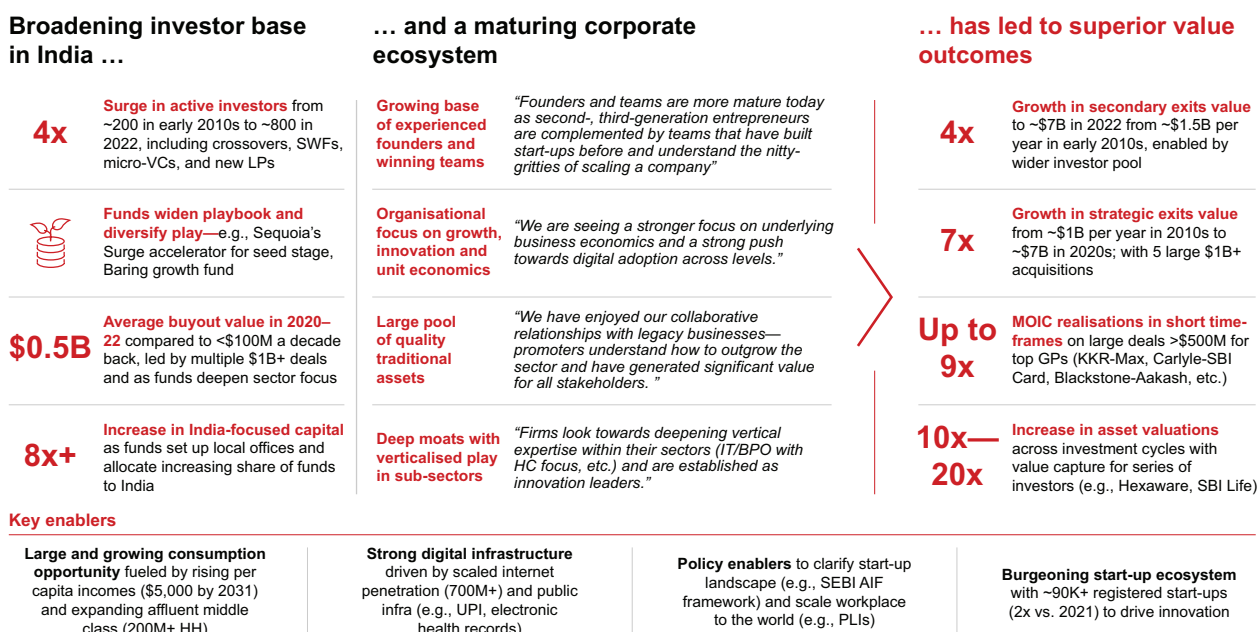 Broadening investor base
in India …
4x
Surge in active investors from
~200 in early 2010s to ~800 in
2022, including crossovers, SWFs,
micro-VCs, and new LPs
Funds widen playbook and
diversify play—e.g., Sequoia’s
Surge accelerator for seed stage,
Baring growth fund
$0.5B
Average buyout value in 2020–
22 compared to <$100M a decade
back, led by multiple $1B+ deals
and as funds deepen sector focus
8x+
Increase in India-focused capital
as funds set up local offices and
allocate increasing share of funds
to India
… and a maturing corporate
ecosystem
Growing base
of experienced
founders and
winning teams
“Founders and teams are more mature today
as second-, third-generation entrepreneurs
are complemented by teams that have built
start-ups before and understand the nitty-
gritties of scaling a company”
Organisational
focus on growth,
innovation and
unit economics
“We are seeing a stronger focus on underlying
business economics and a strong push
towards digital adoption across levels.”
Large pool
of quality
traditional
assets
“We have enjoyed our collaborative
relationships with legacy businesses—
promoters understand how to outgrow the
sector and have generated significant value
for all stakeholders. ”
Deep moats with
verticalised play
in sub-sectors
“Firms look towards deepening vertical
expertise within their sectors (IT/BPO with
HC focus, etc.) and are established as
innovation leaders.”
… has led to superior value
outcomes
4x
Growth in secondary exits value
to ~$7B in 2022 from ~$1.5B per
year in early 2010s, enabled by
wider investor pool
7x
Growth in strategic exits value
from ~$1B per year in 2010s to
~$7B in 2020s; with 5 large $1B+
acquisitions
Up to
9x
MOIC realisations in short time-
frames on large deals >$500M for
top GPs (KKR-Max, Carlyle-SBI
Card, Blackstone-Aakash, etc.)
10x—
20x
Increase in asset valuations
across investment cycles with
value capture for series of
investors (e.g., Hexaware, SBI Life)
Key enablers
Large and growing consumption
opportunity fueled by rising per
capita incomes ($5,000 by 2031)
and expanding affluent middle
class (200M+ HH)
Strong digital infrastructure
driven by scaled internet
penetration (700M+) and public
infra (e.g., UPI, electronic
health records)
Policy enablers to clarify start-up
landscape (e.g., SEBI AIF
framework) and scale workplace
to the world (e.g., PLIs)
Burgeoning start-up ecosystem
with ~90K+ registered start-ups
(2x vs. 2021) to drive innovation